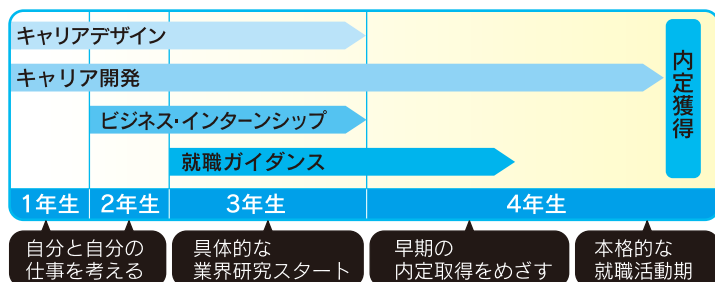 キャリアデザイン
キャリア開発
ビジネス・インターンシップ
就職ガイダンス
内定獲得
1年生
2年生
3年生
4年生
自分と自分の
仕事を考える
具体的な
業界研究スタート
早期の
内定取得をめざす
本格的な
就職活動期